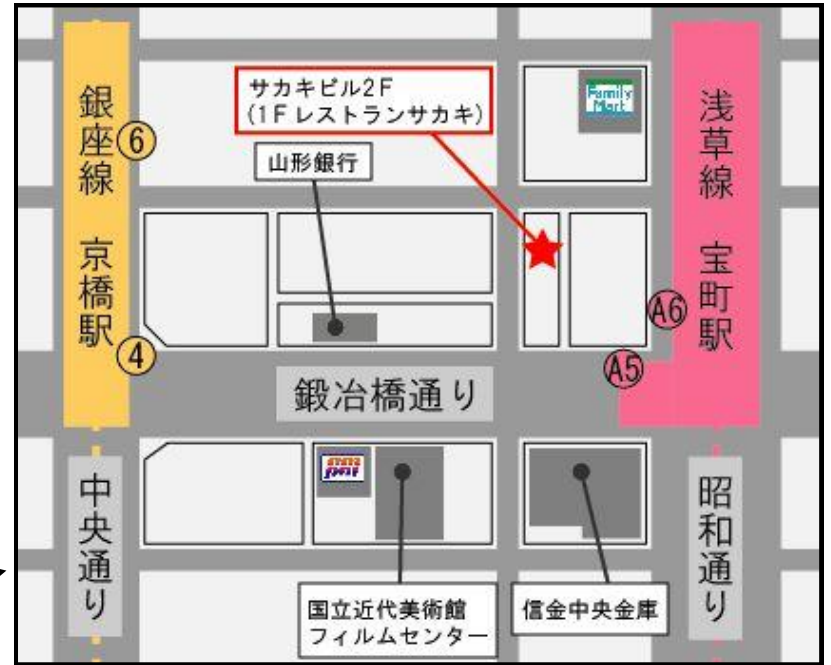 銀座線 京橋駅
⑥
④
サカキビル2F
(1Fレストランサカキ)
山形銀行
Family
Mart
浅草線 宝町駅
A6
A5
鍛冶橋通り
中央通り
昭和通り
国立近代美術館
フィルムセンター
信金中央金庫